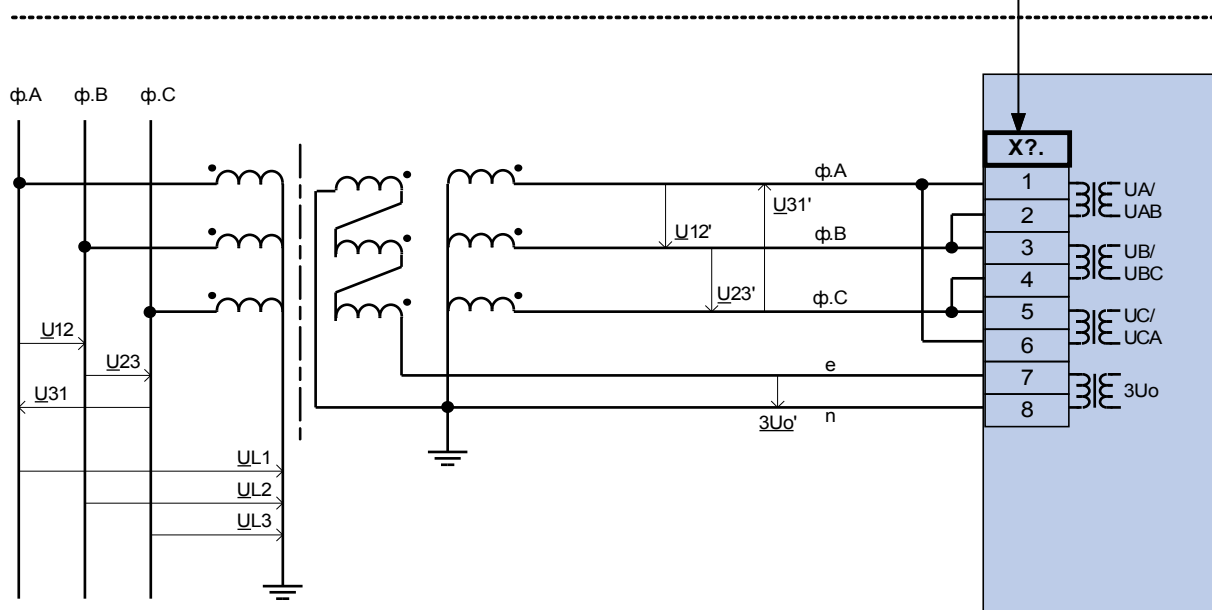 ф.A ф.B ф.C
X?.
ф.A
1
UA/
UAB
U31'
2
U12'
ф.B
3
UB/
UBC
4
U23'
ф.C
5
UC/
UCA
6
U12
U23
e
7
3Uo
U31
3Uo'
n
8
UL1
UL2
UL3